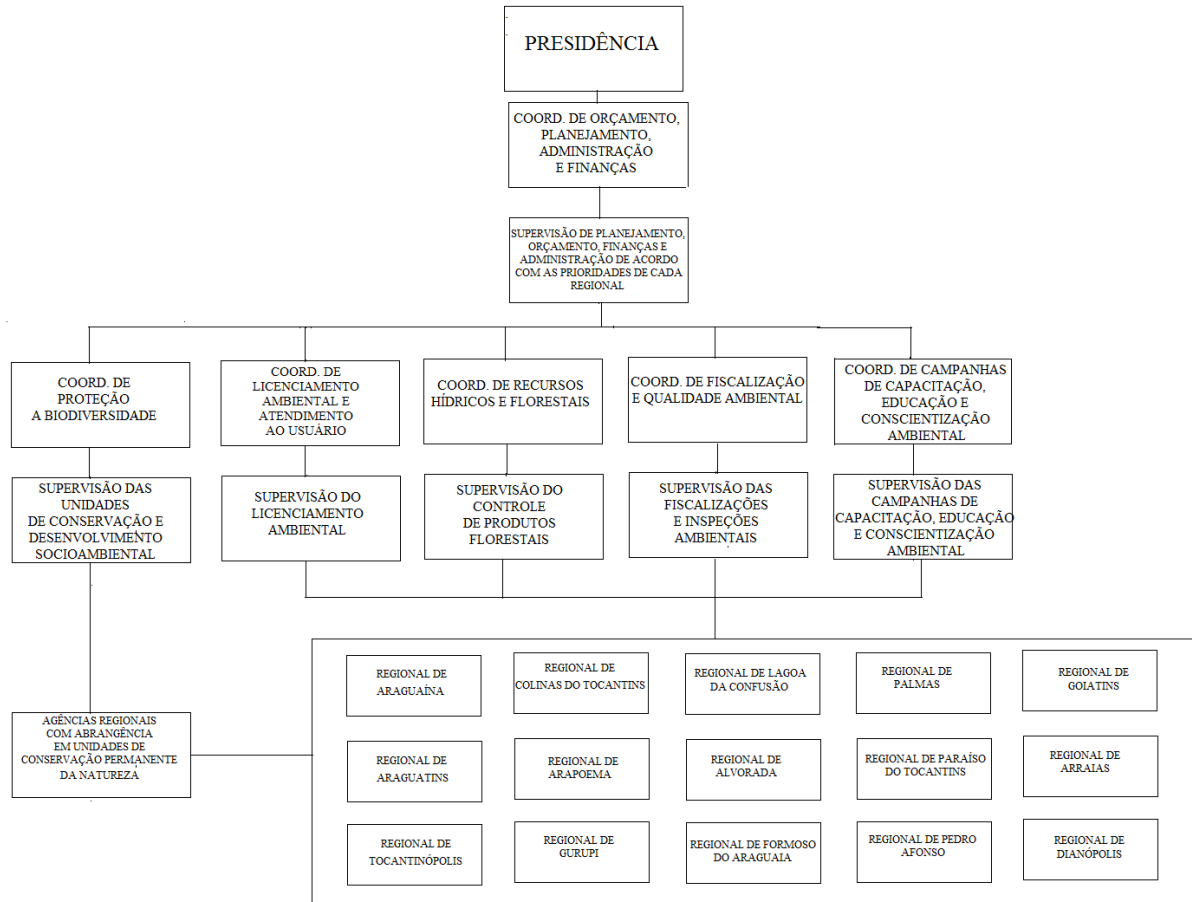 PRESIDÊNCIA
COORD. DE ORÇAMENTO,
PLANEJAMENTO,
ADMINISTRAÇÃO
E FINANÇAS
SUPERVISÃO DE PLANEJAMENTO,
ORÇAMENTO, FINANÇAS E
ADMINISTRAÇÃO DE ACORDO
COM AS PRIORIDADES DE CADA
REGIONAL
COORD. DE
PROTEÇÃO
A BIODIVERSIDADE
COORD. DE
LICENCIAMENTO
AMBIENTAL E
ATENDIMENTO
AO USUÁRIO
COORD. DE RECURSOS
HÍDRICOS E FLORESTAIS
COORD. DE FISCALIZAÇÃO
E QUALIDADE AMBIENTAL
COORD. DE CAMPANHAS
DE CAPACITAÇÃO,
EDUCAÇÃO E
CONSCIENTIZAÇÃO
AMBIENTAL
SUPERVISÃO DAS
UNIDADES
DE CONSERVAÇÃO E
DESENVOLVIMENTO
SOCIOAMBIENTAL
SUPERVISÃO DO
LICENCIAMENTO
AMBIENTAL
SUPERVISÃO DO
CONTROLE
DE PRODUTOS
FLORESTAIS
SUPERVISÃO DAS
FISCALIZAÇÕES
E INSPEÇÕES
AMBIENTAIS
SUPERVISÃO DAS
CAMPANHAS DE
CAPACITAÇÃO, EDUCAÇÃO
E CONSCIENTIZAÇÃO
AMBIENTAL
AGÊNCIAS REGIONAIS
COM ABRANGÊNCIA
EM UNIDADES DE
CONSERVAÇÃO PERMANENTE
DA NATUREZA
REGIONAL DE
ARAGUAÍNA
REGIONAL DE
COLINAS DO TOCANTINS
REGIONAL DE LAGOA
DA CONFUSÃO
REGIONAL DE
PALMAS
REGIONAL DE
GOIATINS
REGIONAL DE
ARAGUATINS
REGIONAL DE
ARAPOEMA
REGIONAL DE
ALVORADA
REGIONAL DE PARAÍSO
DO TOCANTINS
REGIONAL DE
ARRAIAS
REGIONAL DE
TOCANTINÓPOLIS
REGIONAL DE
GURUPI
REGIONAL DE FORMOSO
DO ARAGUAIA
REGIONAL DE PEDRO
AFONSO
REGIONAL DE
DIANÓPOLIS